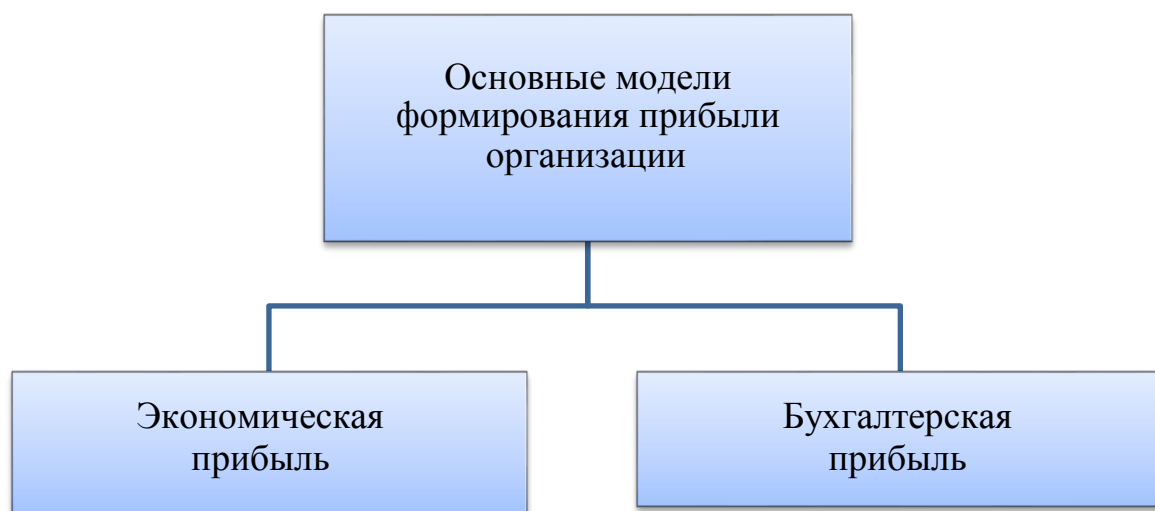 Основные модели
формирования прибыли
организации
Экономическая
прибыль
Бухгалтерская
прибыль